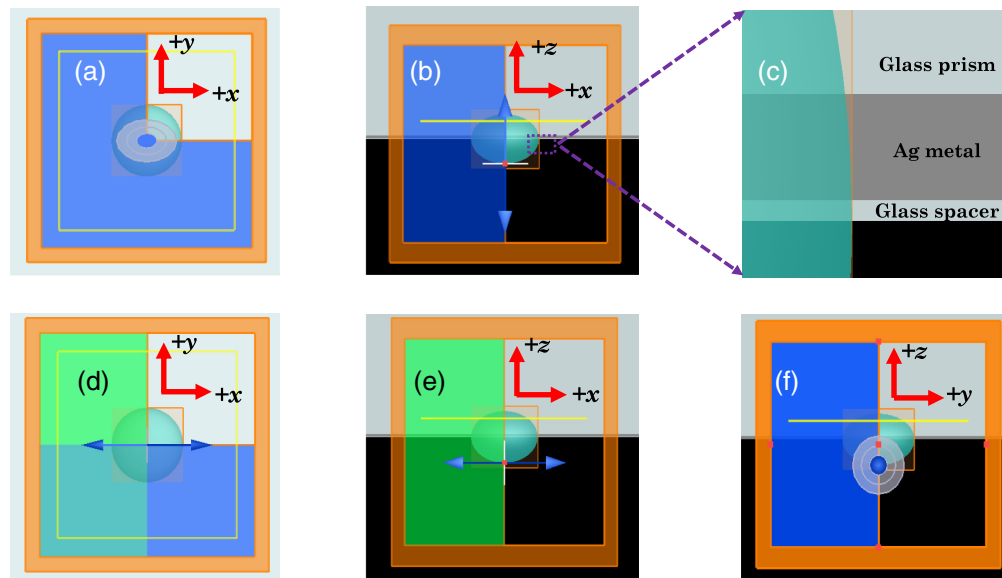 (a)
+y
+x
(b)
+z
+x
(c)
Glass prism
Ag metal
Glass spacer
(d)
+y
+x
(e)
+z
+x
(f)
+z
+y